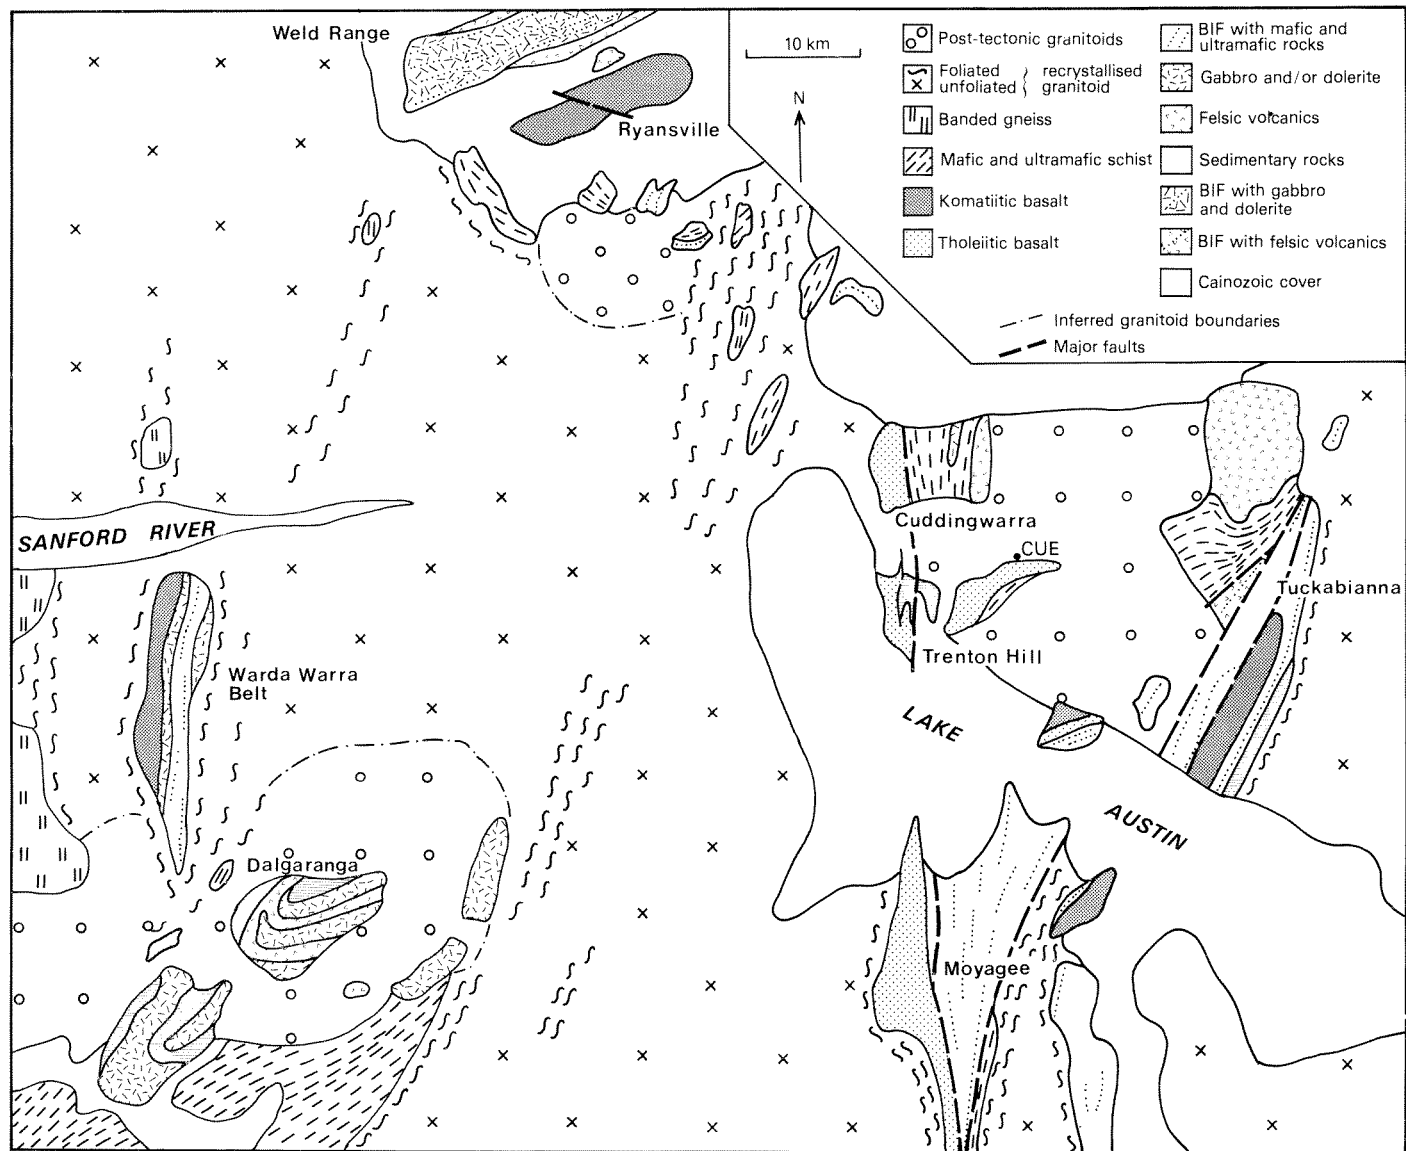 Weld Range
Ryansville
10 km
N
Post-tectonic granitoids
Foliated
unfoliated
recrystallised
granitoid
Banded gneiss
Mafic and ultramafic schist
Komatiitic basalt
Tholeiitic basalt
BIF with mafic and
ultramafic rocks
Gabbro and/or dolerite
Felsic volcanics
Sedimentary rocks
BIF with gabbro
and dolerite
BIF with felsic volcanics
Cainozoic cover
Inferred granitoid boundaries
Major faults
SANFORD RIVER
Cuddingwarra
CUE
Tuckabianna
Trenton Hill
Warda Warra
Belt
LAKE
AUSTIN
Dalgaranga
Moyagee